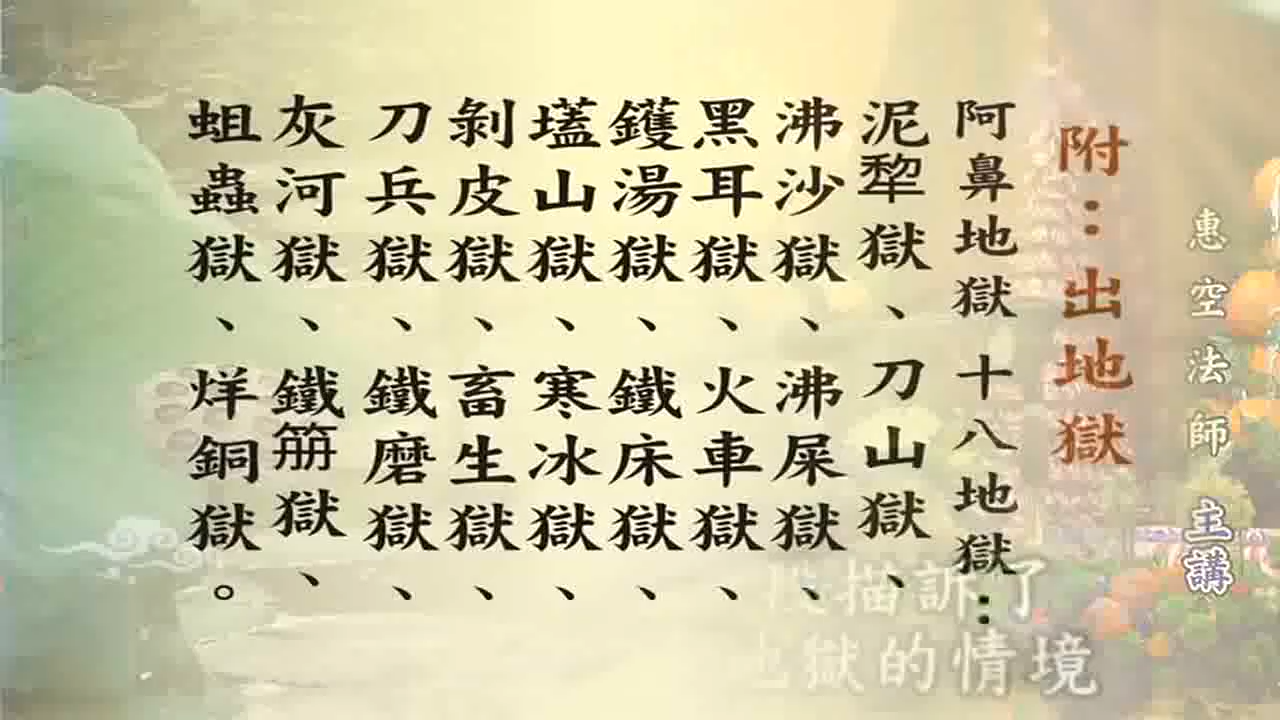 惠空法師 主講
附：出地獄
阿鼻地獄 十八地獄：
泥犂獄、刀山獄、
沸沙獄、沸屎獄、
黑耳獄、火車獄、
鑊湯獄、鐵床獄、
壒山獄、寒冰獄、
剝皮獄、畜生獄、
刀兵獄、鐵磨獄、
灰河獄、鐵笧獄、
蛆蟲獄、烊銅獄。
描訴了
獄的情境